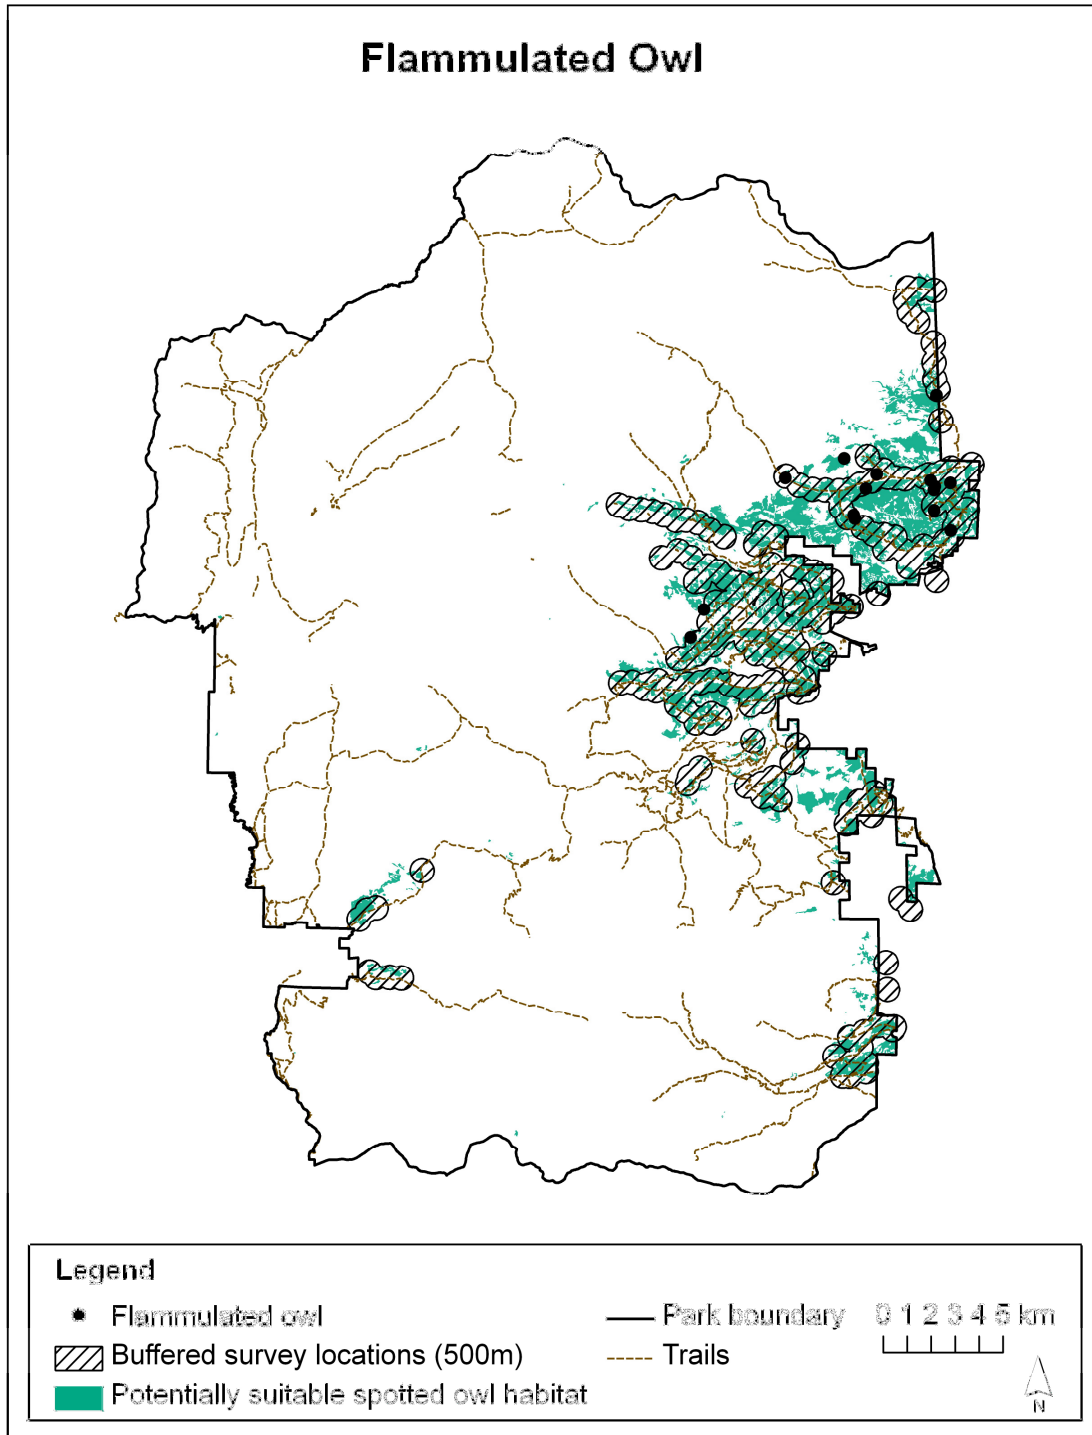 Flammulated Owl
Legend
Flammulated owl
Buffered survey locations (500m)
Potentially suitable spotted owl habitat
Park boundary
Trails
0 1 2 3 4 5 km
N